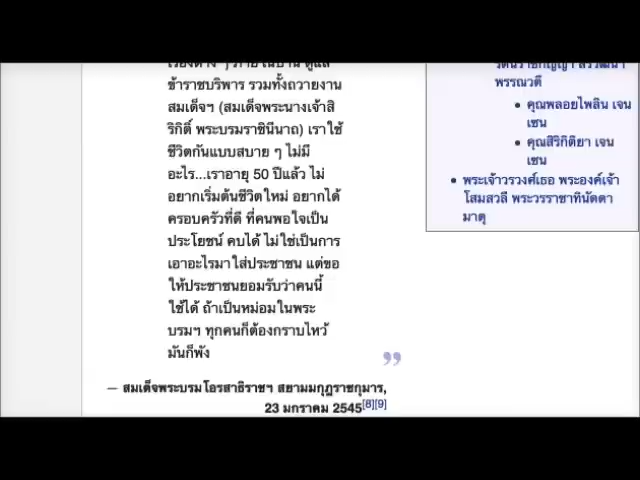 ข้าราชบริพาร รวมทั้งถวายงาน
สมเด็จฯ (สมเด็จพระนางเจ้าสิ
ริกิติ์ พระบรมราชินีนาถ) เราใช้
ชีวิตกันแบบสบาย ๆ ไม่มี
อะไร...เราอายุ 50 ปีแล้ว ไม่
อยากเริ่มต้นชีวิตใหม่ อยากได้
ครอบครัวที่ดี ที่คนพอใจเป็น
ประโยชน์ คบได้ ไม่ใช่เป็นการ
เอาอะไรมาใส่ประชาชน แต่ขอ
ให้ประชาชนยอมรับว่าคนนี้
ใช้ได้ ถ้าเป็นหม่อมในพระ
บรมฯ ทุกคนก็ต้องกราบไหว้
มันก็พัง
”
— สมเด็จพระบรมโอรสาธิราชฯ สยามมกุฎราชกุมาร,
23 มกราคม 2545[8][9]
พรรณวดี
• คุณพลอยไพลิน เจน
เซน
• คุณสิริกิติยา เจน
เซน
• พระเจ้าวรวงศ์เธอ พระองค์เจ้า
โสมสวลี พระวรราชาทินัดดา
มาตุ